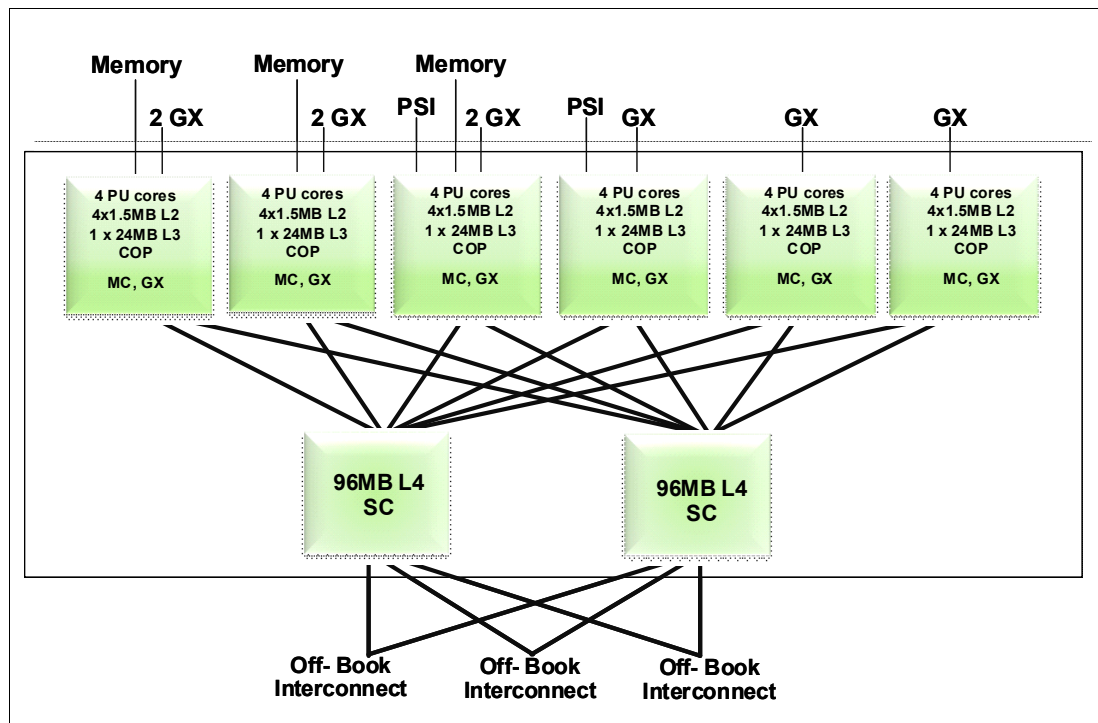 Memory
Memory
Memory
2 GX
2 GX
PSI
2 GX
PSI
GX
GX
GX
4 PU cores
4x1.5MB L2
1 x 24MB L3
COP
MC, GX
4 PU cores
4x1.5MB L2
1 x 24MB L3
COP
MC, GX
4 PU cores
4x1.5MB L2
1 x 24MB L3
COP
MC, GX
4 PU cores
4x1.5MB L2
1 x 24MB L3
COP
MC, GX
4 PU cores
4x1.5MB L2
1 x 24MB L3
COP
MC, GX
4 PU cores
4x1.5MB L2
1 x 24MB L3
COP
MC, GX
96MB L4
SC
96MB L4
SC
Off- Book
Interconnect
Off- Book
Interconnect
Off- Book
Interconnect